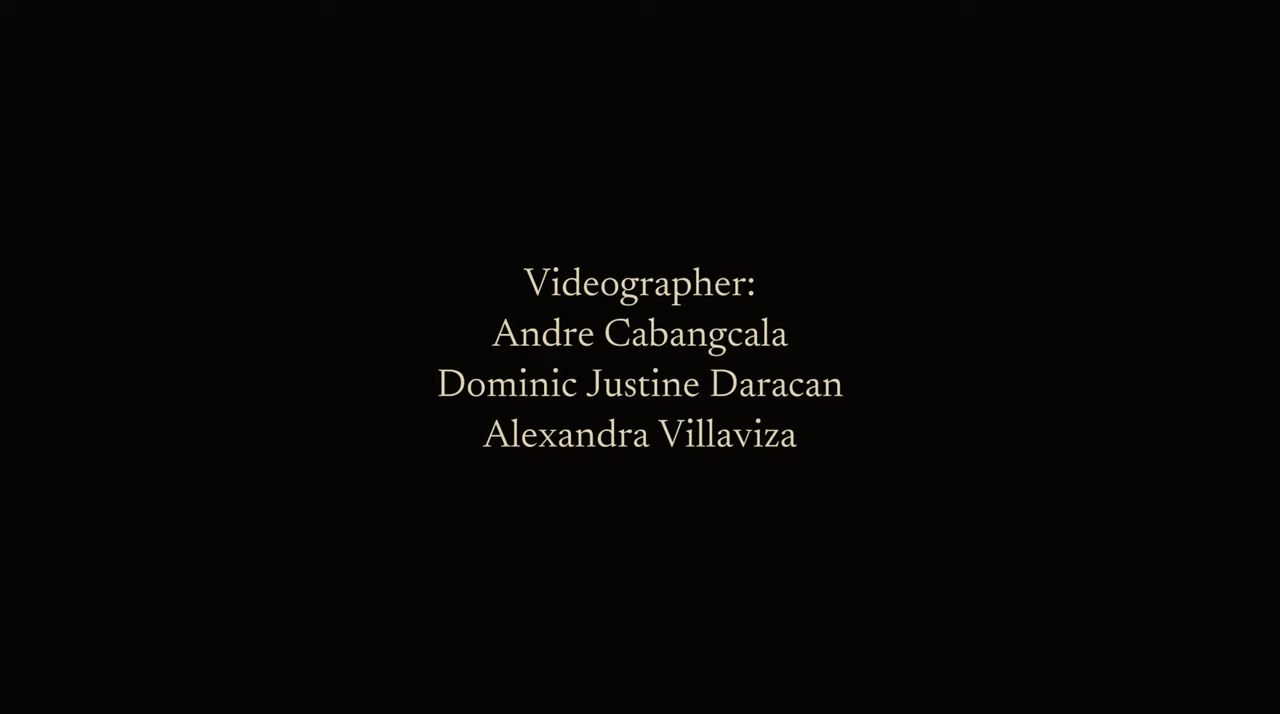 Videographer:
Andre Cabangcala
Dominic Justine Daracan
Alexandra Villaviza